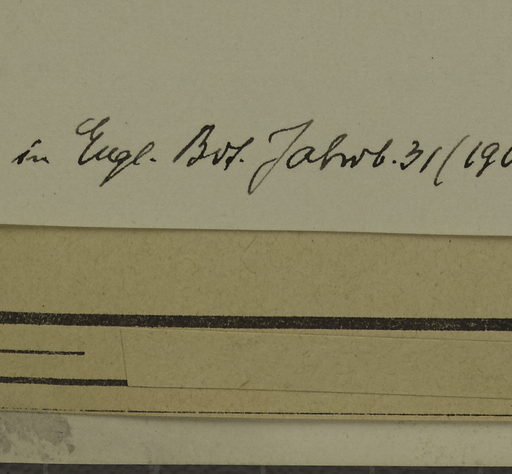 in Engl. Bot. Jahrb. 31 (190